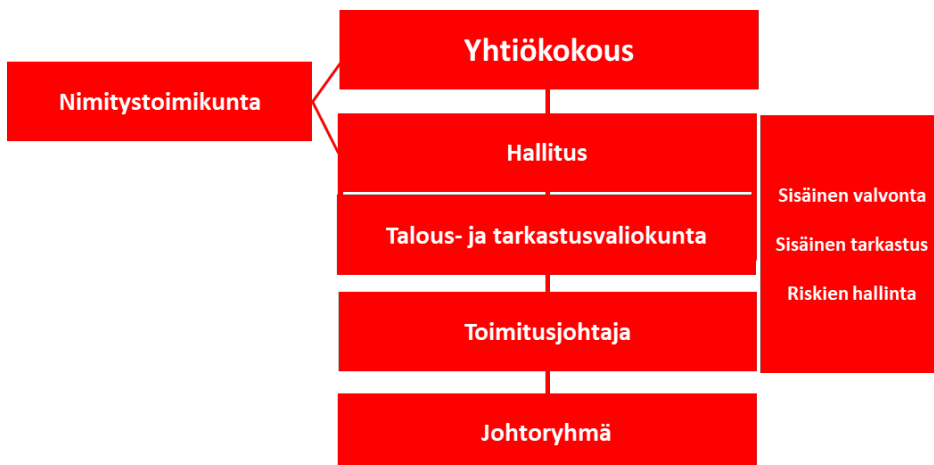 Yhtiökokous
Nimitystoimikunta
Hallitus
Talous- ja tarkastusvaliokunta
Toimitusjohtaja
Johtoryhmä
Sisäinen valvonta
Sisäinen tarkastus
Riskien hallinta